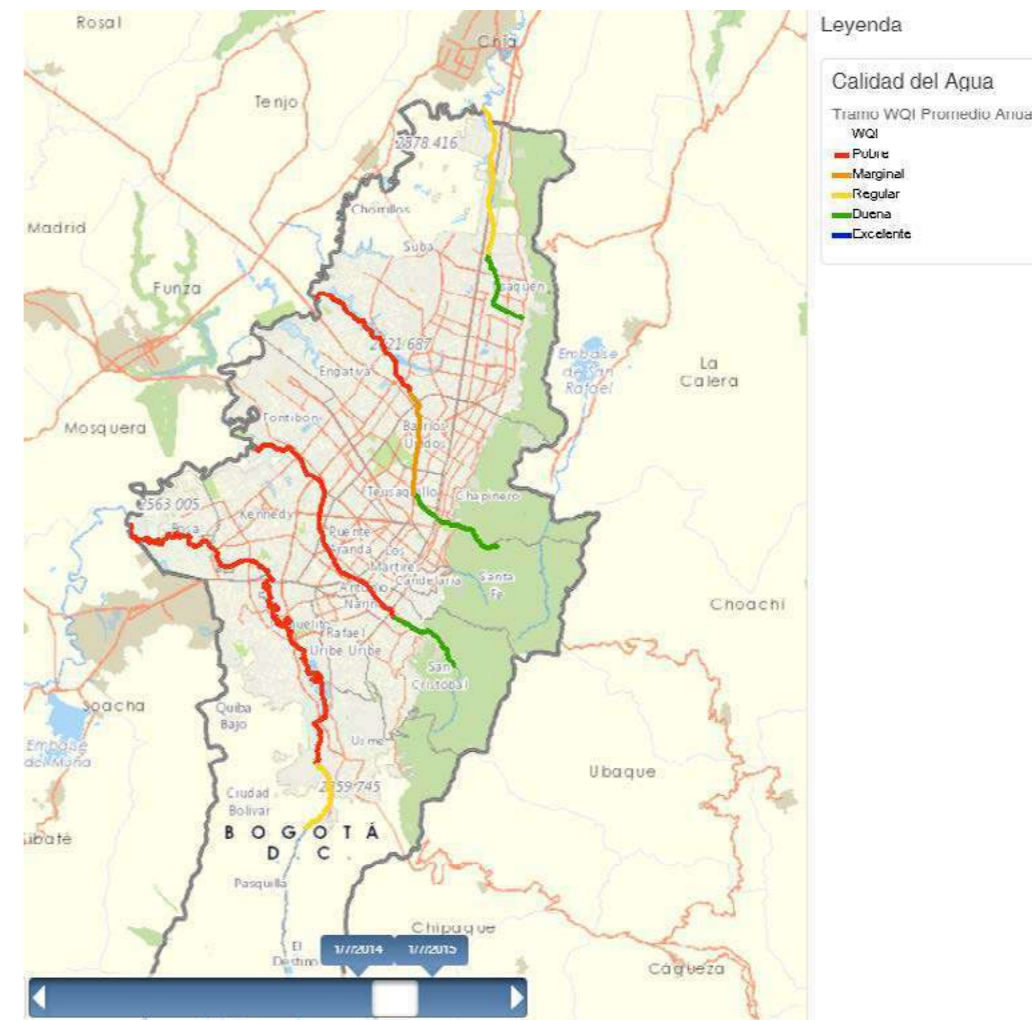 Rosal
Chía
Leyenda
Tenjo
Calidad del Agua
Tramo WQI Promedio Anua
WQI
Pobre
Marginal
Regular
Buena
Excelente
2878 416
Chorrillos
Madrid
Suba
Funza
saquén
Engativa
Embalse
de San
Rafael
La
Calera
Fontibón
Mosquera
Barrios
Unidos
Teusaquillo
Chapinero
2563 005
Bosa
Kennedy
Puente
Aranda
Los
Mártires
Candelaria
Antonio
Nariño
Santa
Fe
Choachí
Rafael
Uribe Uribe
San
Cristóbal
Soacha
Quiba
Bajo
Usme
Embalse
del Muña
Ubaque
2859 745
Ciudad
Bolívar
BOGOTÁ
D. C.
Pasquilla
Chipaque
El
Destino
1/7/2014
1/7/2015
Cáqueza